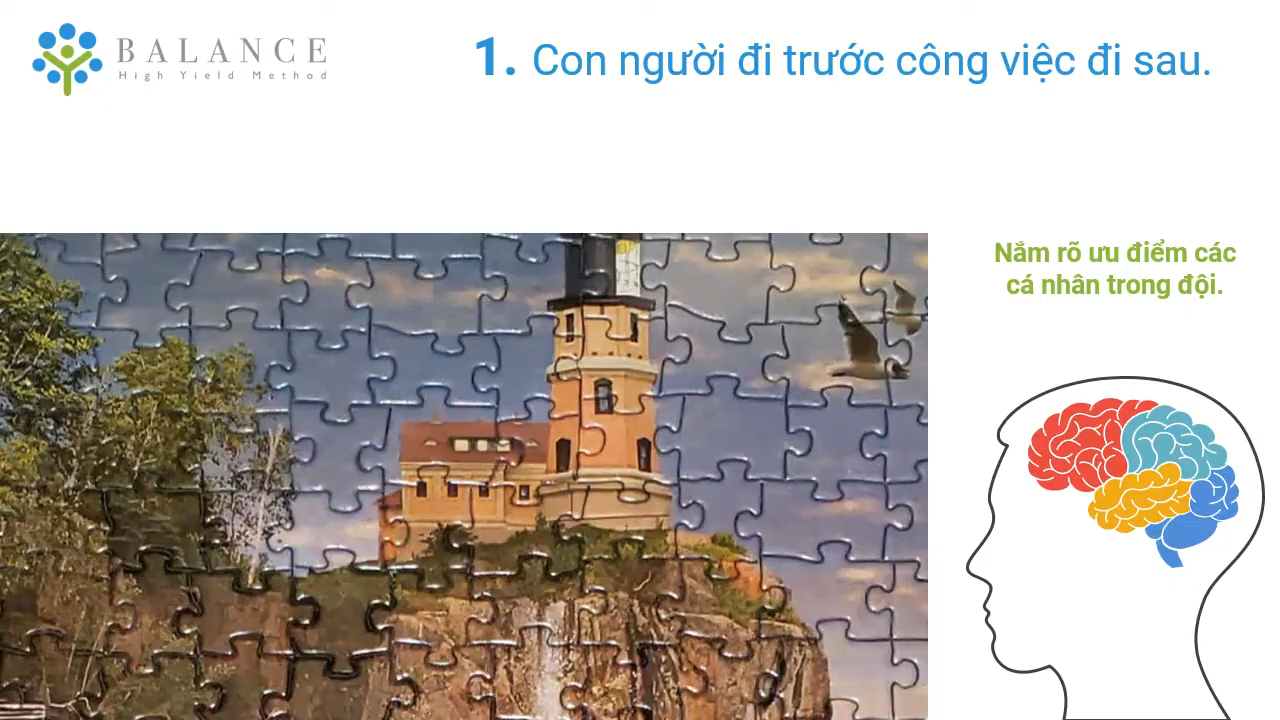 BALANCE
High Yield Method
1. Con người đi trước công việc đi sau.
Nắm rõ ưu điểm các
cá nhân trong đội.